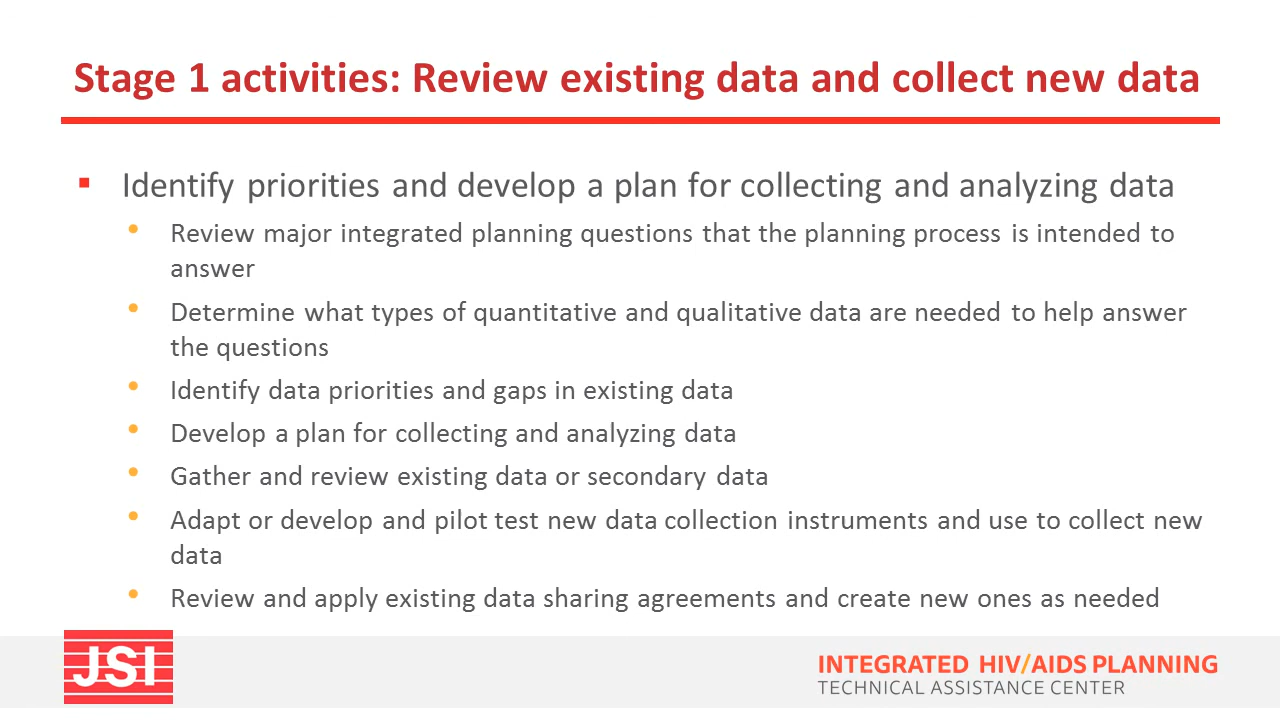 Stage 1 activities: Review existing data and collect new data
Identify priorities and develop a plan for collecting and analyzing data
Review major integrated planning questions that the planning process is intended to
answer
Determine what types of quantitative and qualitative data are needed to help answer
the questions
Identify data priorities and gaps in existing data
Develop a plan for collecting and analyzing data
Gather and review existing data or secondary data
Adapt or develop and pilot test new data collection instruments and use to collect new
data
Review and apply existing data sharing agreements and create new ones as needed
JSI
INTEGRATED HIV/AIDS PLANNING
TECHNICAL ASSISTANCE CENTER